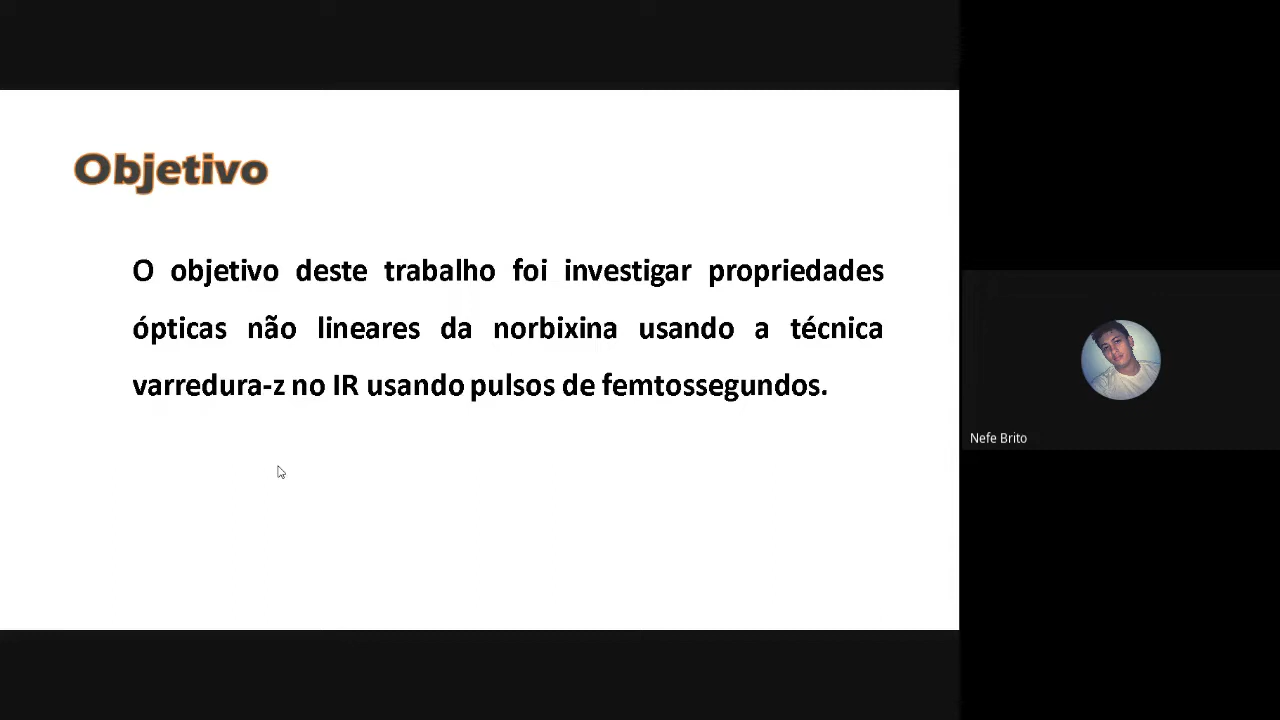 Objetivo
O objetivo deste trabalho foi investigar propriedades
ópticas não lineares da norbixina usando a técnica
varredura-z no IR usando pulsos de femtossegundos.
Nefe Brito